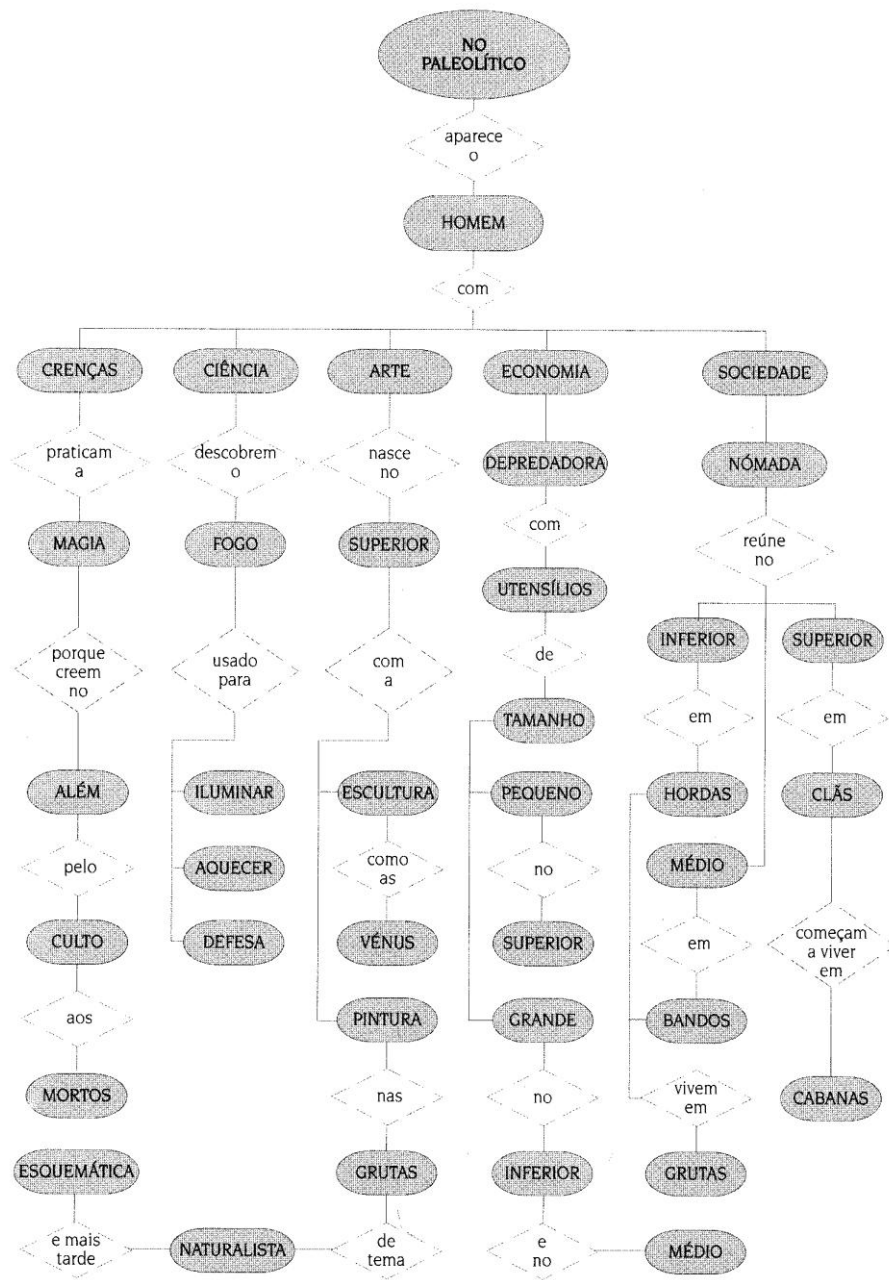 NO
PALEOLÍTICO
aparece
o
HOMEM
com
CRENÇAS
CIÊNCIA
ARTE
ECONOMIA
SOCIEDADE
praticam
a
descobrem
o
nasce
no
DEPREDADORA
NÓMADA
com
MAGIA
FOGO
SUPERIOR
reúne
no
UTENSÍLIOS
INFERIOR
SUPERIOR
porque
creem
no
usado
para
com
a
de
TAMANHO
em
em
ALÉM
ILUMINAR
ESCULTURA
PEQUENO
HORDAS
CLÃS
pelo
AQUECER
como
as
no
MÉDIO
CULTO
DEFESA
VÉNUS
SUPERIOR
em
começam
a viver
em
aos
PINTURA
GRANDE
BANDOS
MORTOS
nas
no
vivem
em
CABANAS
ESQUEMÁTICA
GRUTAS
INFERIOR
GRUTAS
e mais
tarde
NATURALISTA
de
tema
e
no
MÉDIO